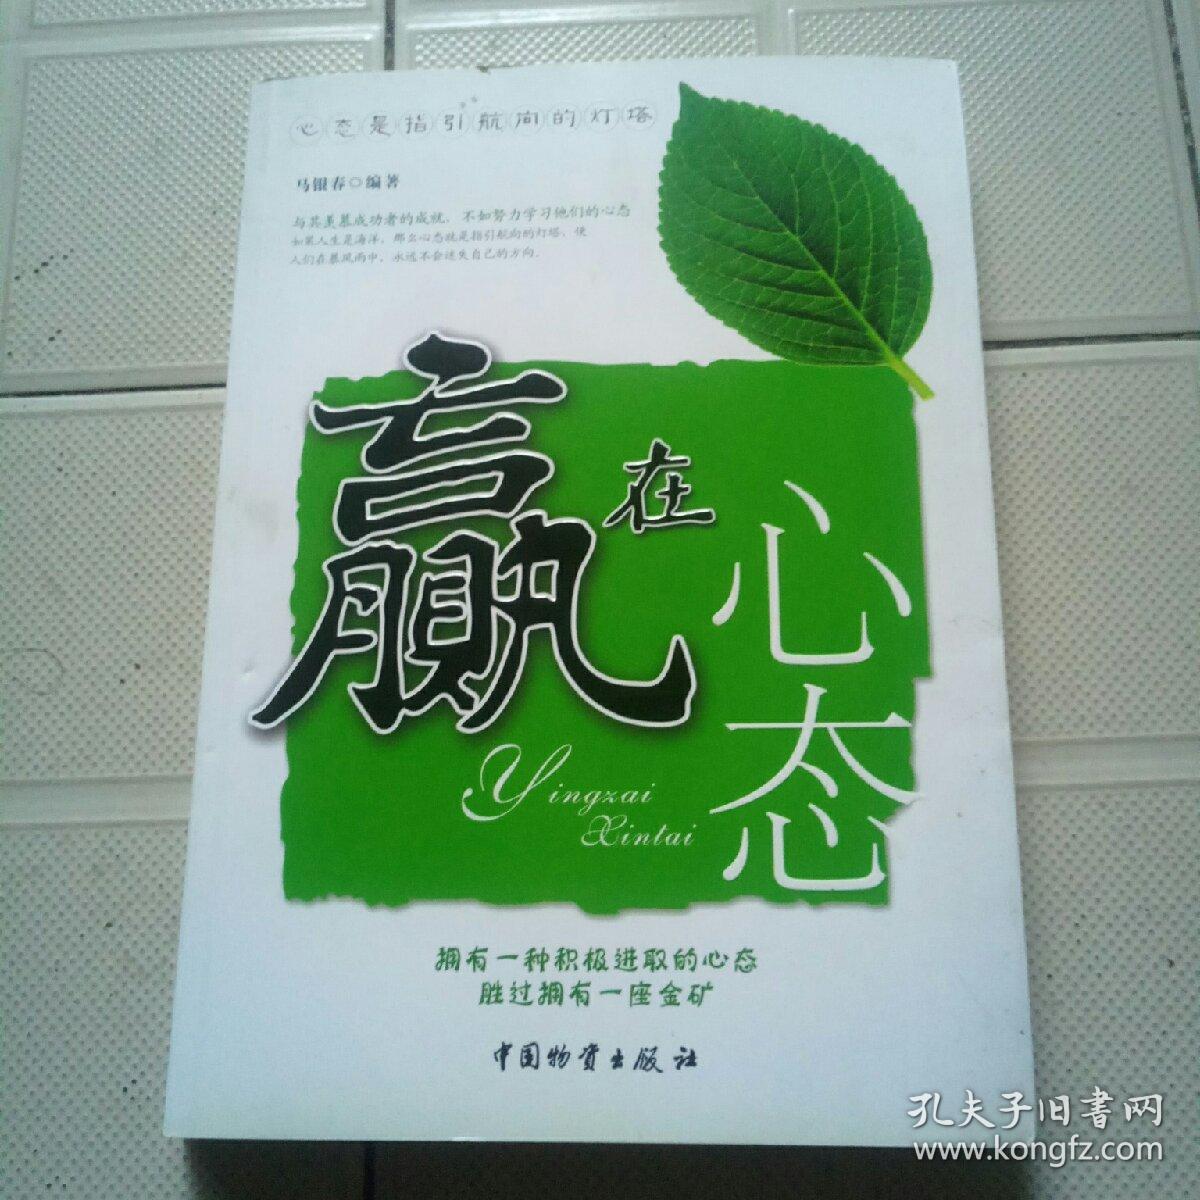 心态是指引航向的灯塔
马银春◎编著
与其羡慕成功者的成就，不如努力学习他们的心态
如果人生是海洋，那么心态就是指引航向的灯塔，使
人们在暴风雨中，永远不会迷失自己的方向。
赢在心态
Yingzai
Xintai
拥有一种积极进取的心态
胜过拥有一座金矿
中国物资出版社
孔夫子旧书网
www.kongfz.com